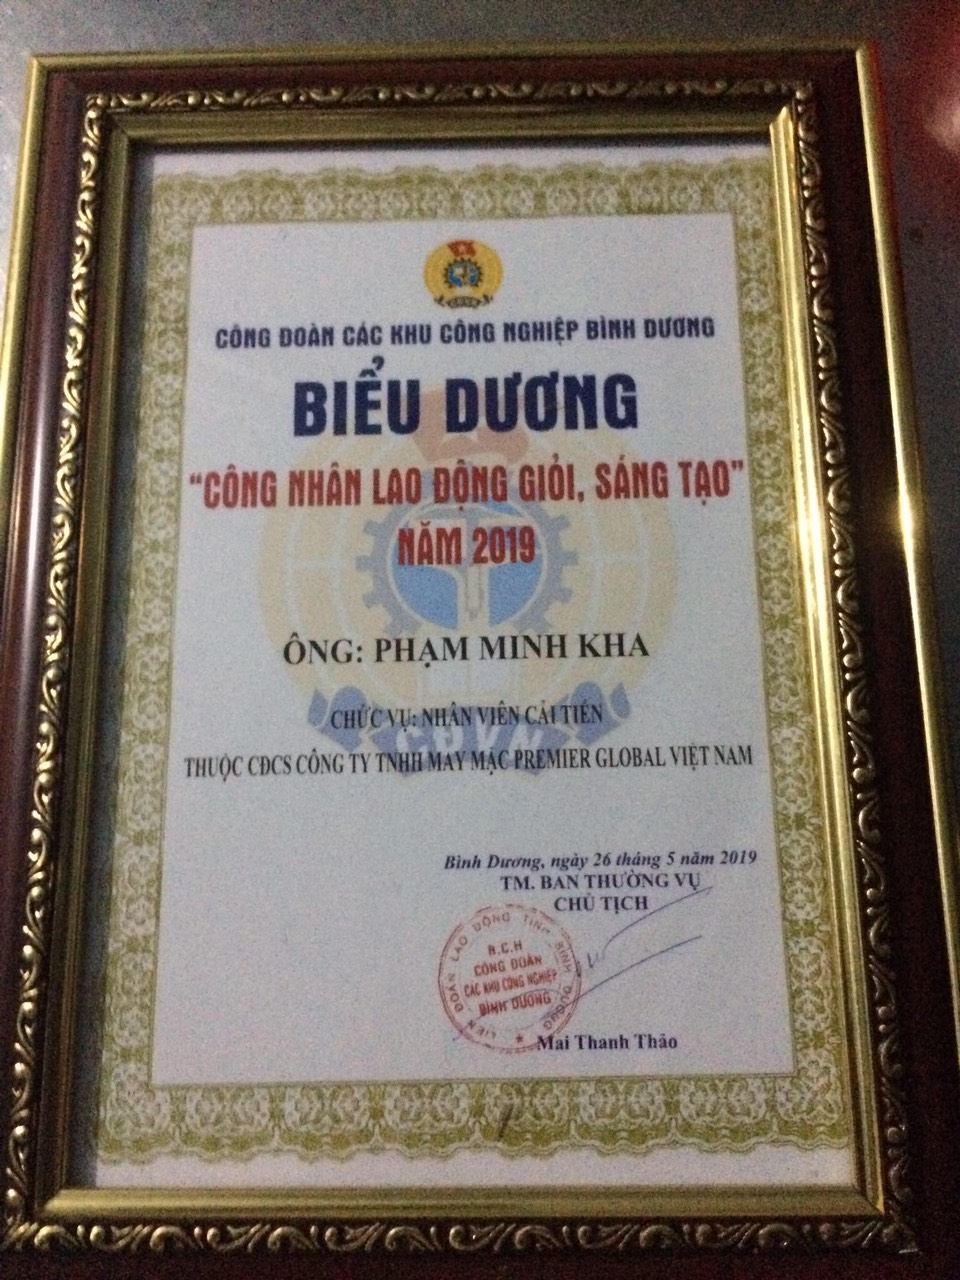 CÔNG ĐOÀN CÁC KHU CÔNG NGHIỆP BÌNH DƯƠNG
BIỂU DƯƠNG
“CÔNG NHÂN LAO ĐỘNG GIỎI, SÁNG TẠO”
NĂM 2019
ÔNG: PHẠM MINH KHA
CHỨC VỤ: NHÂN VIÊN CẢI TIẾN
CĐVN
THUỘC CĐCS CÔNG TY TNHH MAY MẶC PREMIER GLOBAL VIỆT NAM
Bình Dương, ngày 26 tháng 5 năm 2019
TM. BAN THƯỜNG VỤ
CHỦ TỊCH
LIÊN ĐOÀN LAO ĐỘNG TỈNH BÌNH DƯƠNG
B.C.H
CÔNG ĐOÀN
CÁC KHU CÔNG NGHIỆP
BÌNH DƯƠNG
Mai Thanh Thảo